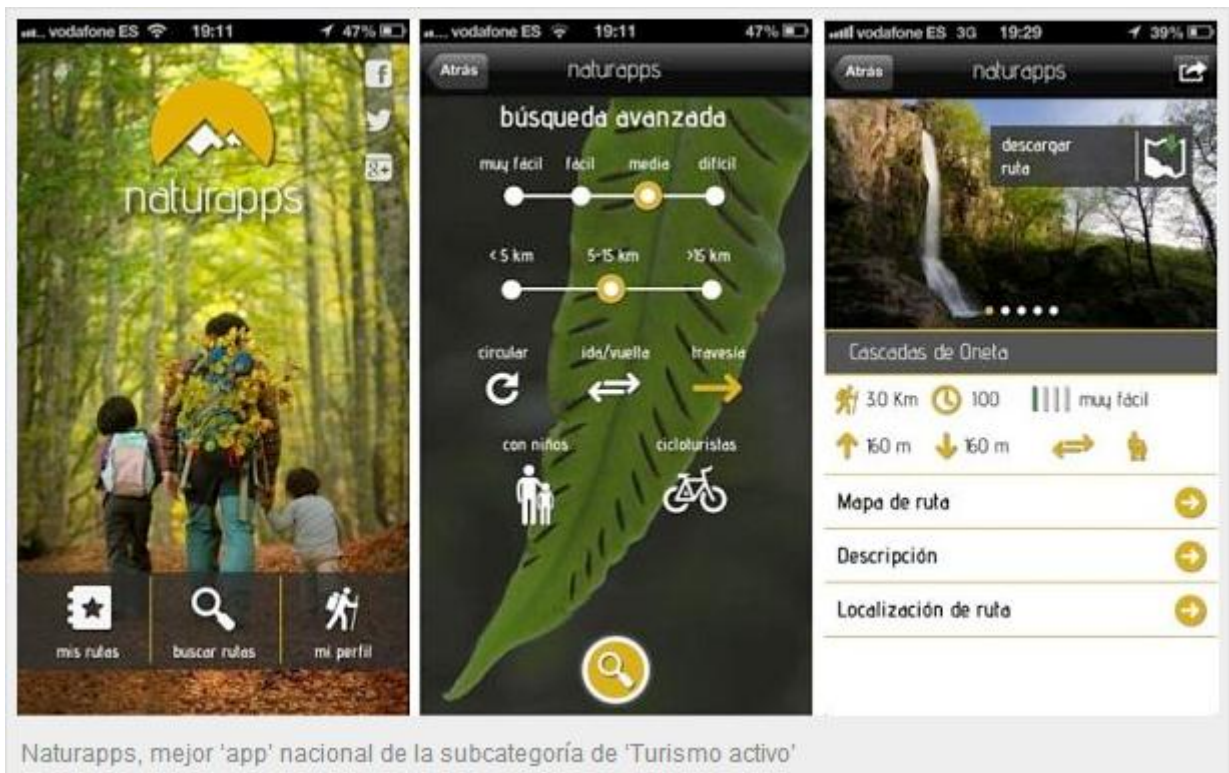 vodafone ES 19:11 47%
naturapps
mis rutas buscar rutas mi perfil
vodafone ES 19:11 47%
Atrás naturapps
búsqueda avanzada
muy fácil fácil media difícil
< 5 km 5-15 km >15 km
circular ida/vuelta travesía
con niños cicloturistas
vodafone ES 3G 19:29 39%
Atrás naturapps
descargar
ruta
Cascadas de Oneta
3.0 Km 100 muy fácil
160 m 160 m
Mapa de ruta
Descripción
Localización de ruta
Naturapps, mejor 'app' nacional de la subcategoría de 'Turismo activo'